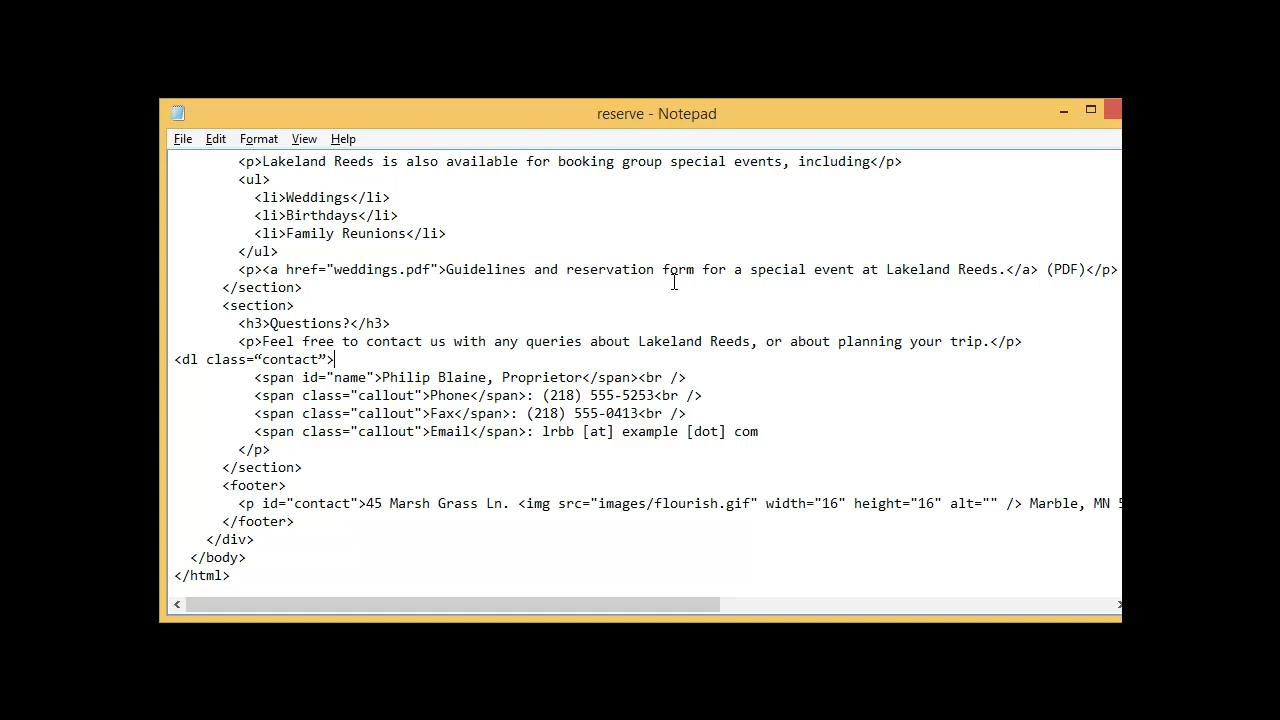 reserve - Notepad
File Edit Format View Help
<p>Lakeland Reeds is also available for booking group special events, including</p>
<ul>
<li>Weddings</li>
<li>Birthdays</li>
<li>Family Reunions</li>
</ul>
<p><a href="weddings.pdf">Guidelines and reservation form for a special event at Lakeland Reeds.</a> (PDF)</p>
</section>
<section>
<h3>Questions?</h3>
<p>Feel free to contact us with any queries about Lakeland Reeds, or about planning your trip.</p>
<dl class=“contact”>
<span id="name">Philip Blaine, Proprietor</span><br />
<span class="callout">Phone</span>: (218) 555-5253<br />
<span class="callout">Fax</span>: (218) 555-0413<br />
<span class="callout">Email</span>: lrbb [at] example [dot] com
</p>
</section>
<footer>
<p id="contact">45 Marsh Grass Ln. <img src="images/flourish.gif" width="16" height="16" alt="" /> Marble, MN
</footer>
</div>
</body>
</html>